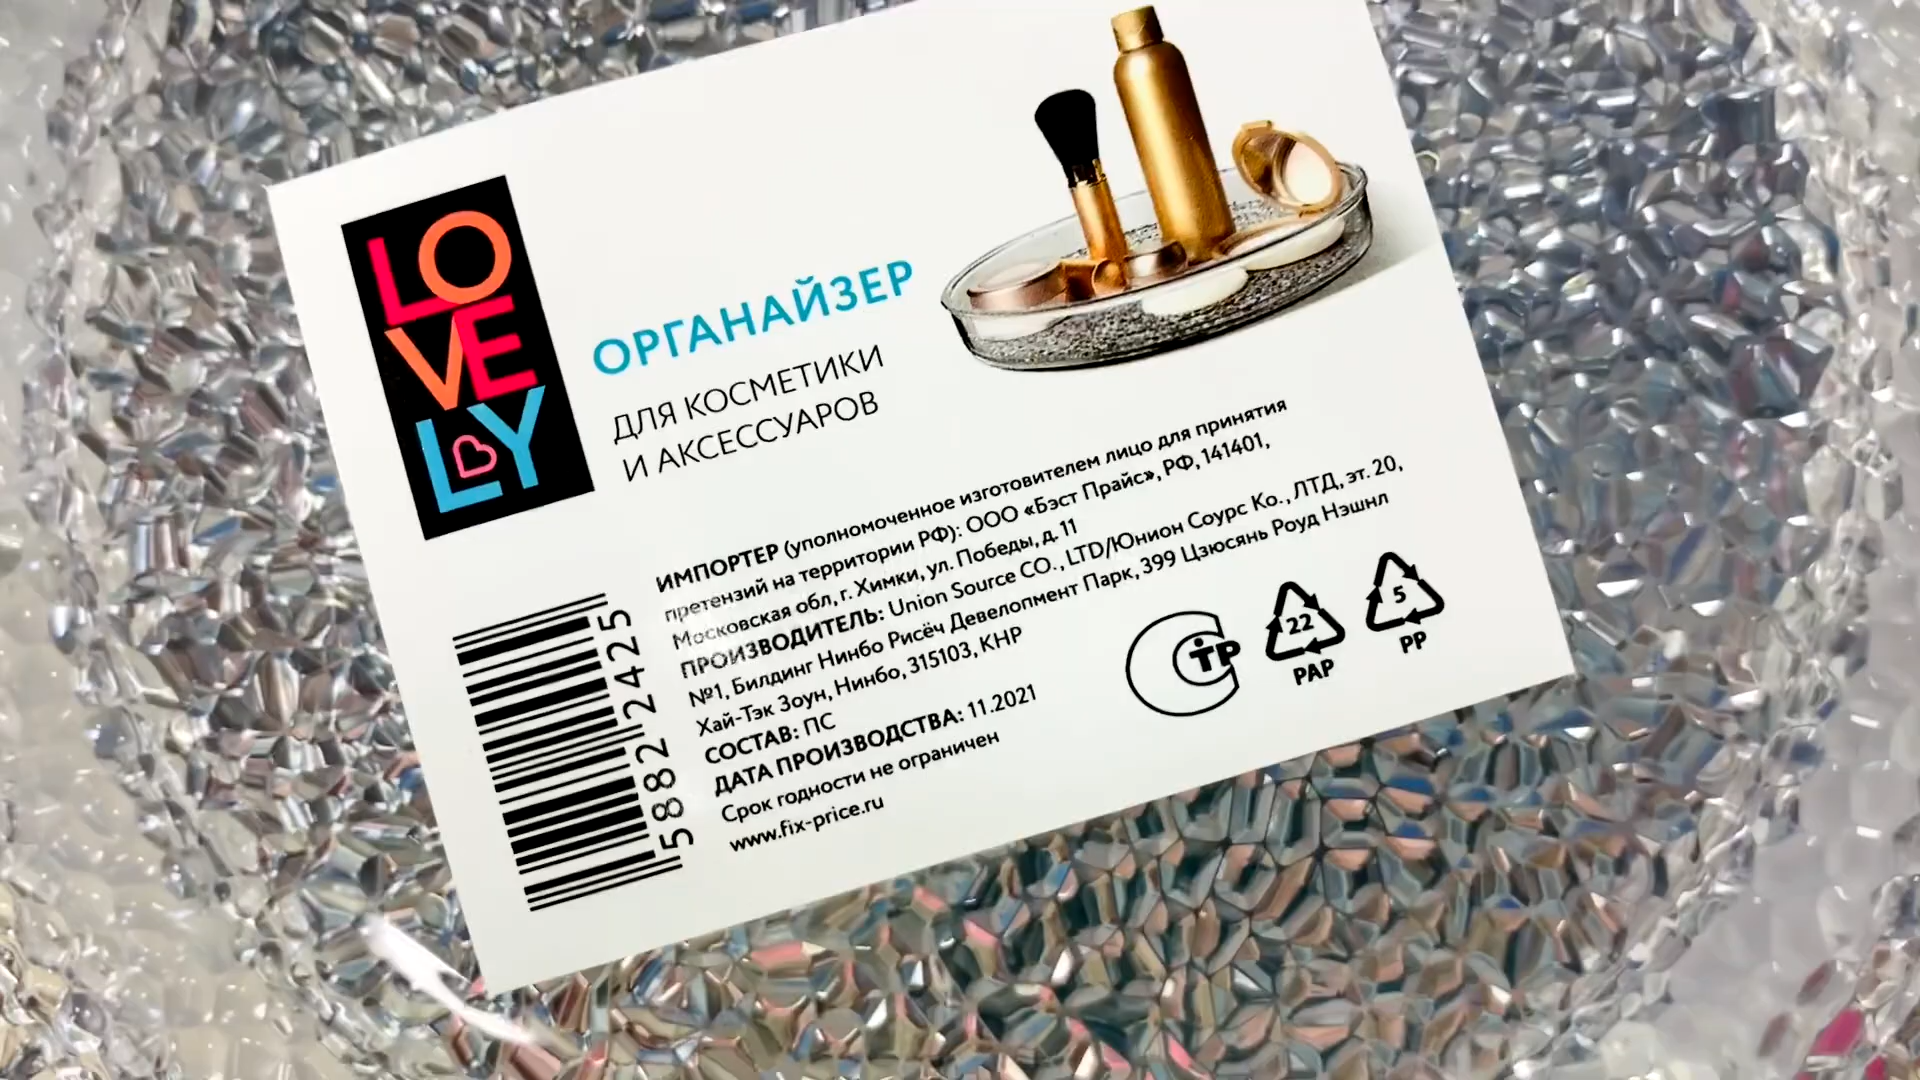 LOVELY
ОРГАНАЙЗЕР
ДЛЯ КОСМЕТИКИ
И АКСЕССУАРОВ
ИМПОРТЕР (уполномоченное изготовителем лицо для принятия
претензий на территории РФ): ООО «Бэст Прайс», РФ, 141401,
Московская обл, г. Химки, ул. Победы, д. 11
ПРОИЗВОДИТЕЛЬ: Union Source CO., LTD/Юнион Соурс Ко., ЛТД, эт. 20,
№1, Билдинг Нинбо Рисёч Девелопмент Парк, 399 Цзюсянь Роуд Нэшнл
Хай-Тэк Зоун, Нинбо, 315103, КНР
СОСТАВ: ПС
ДАТА ПРОИЗВОДСТВА: 11.2021
Срок годности не ограничен
www.fix-price.ru
5882 2425
СТР
22
PAP
5
PP